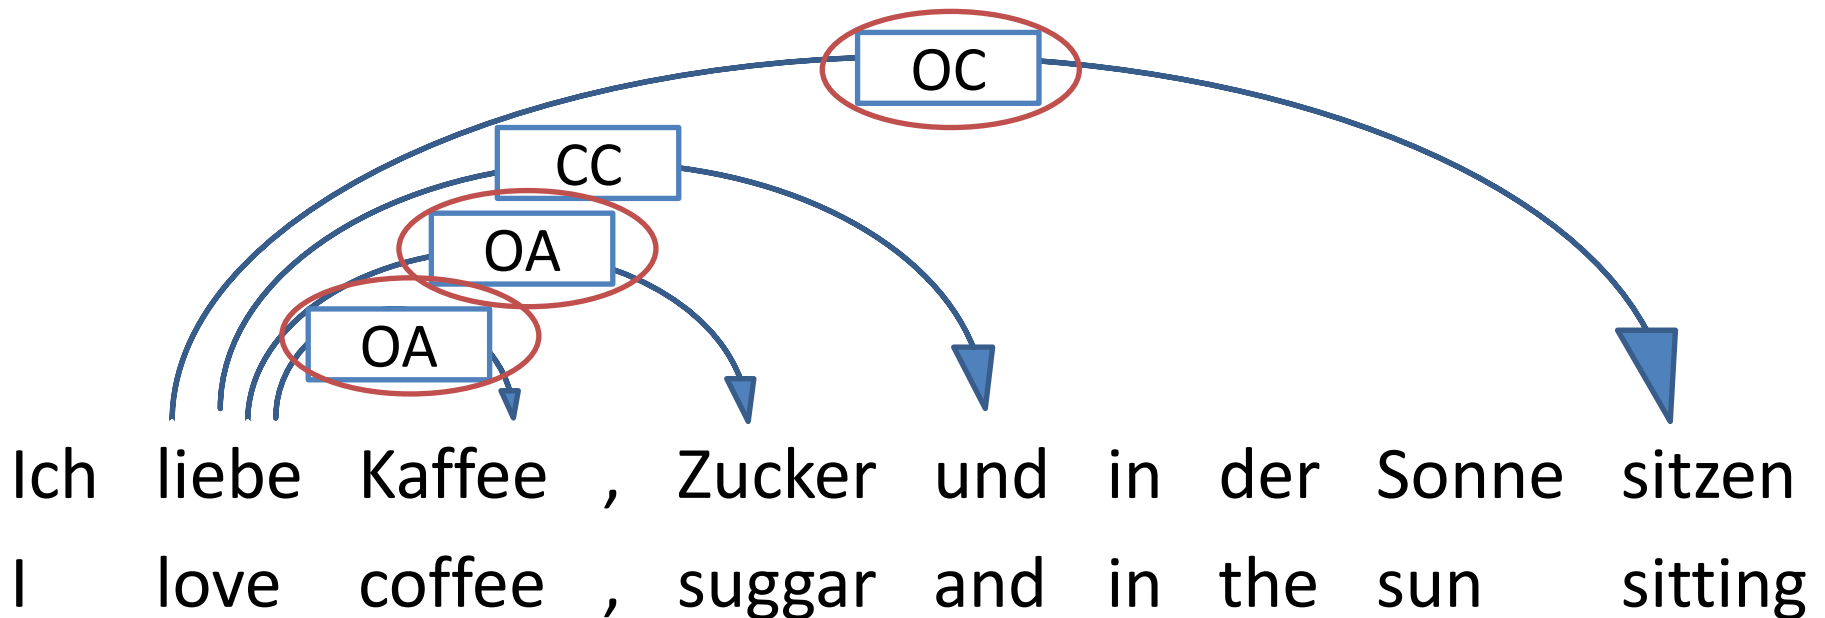 OC
CC
OA
OA
Ich liebe Kaffee , Zucker und in der Sonne sitzen
I love coffee , suggar and in the sun sitting